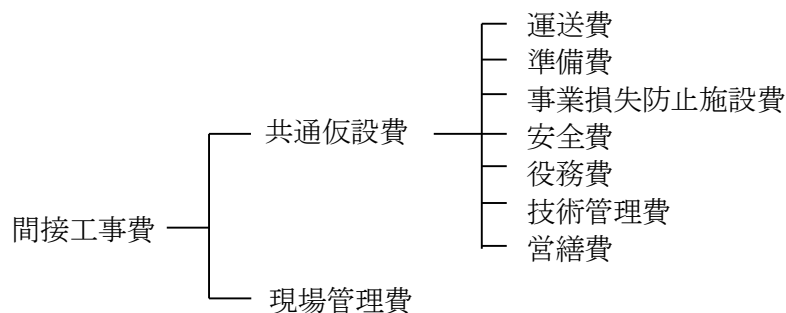 運送費
準備費
事業損失防止施設費
共通仮設費
安全費
役務費
技術管理費
間接工事費
営繕費
現場管理費